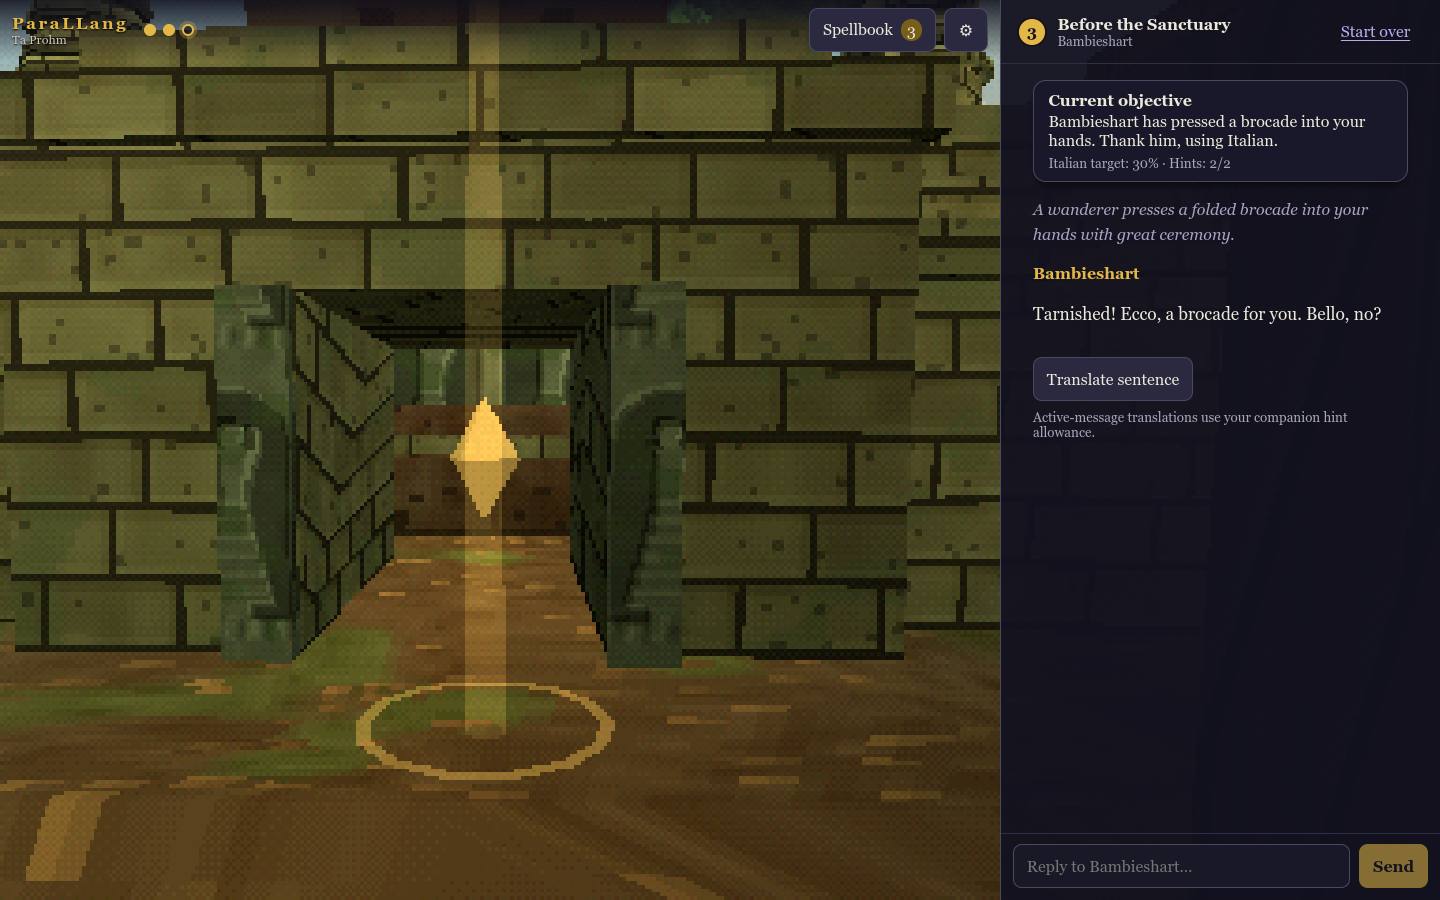 ParaLLang
Ta Prohm
Spellbook 3
3
Before the Sanctuary
Bambieshart
Start over
Current objective
Bambieshart has pressed a brocade into your
hands. Thank him, using Italian.
Italian target: 30% · Hints: 2/2
A wanderer presses a folded brocade into your
hands with great ceremony.
Bambieshart
Tarnished! Ecco, a brocade for you. Bello, no?
Translate sentence
Active-message translations use your companion hint
allowance.
Reply to Bambieshart...
Send